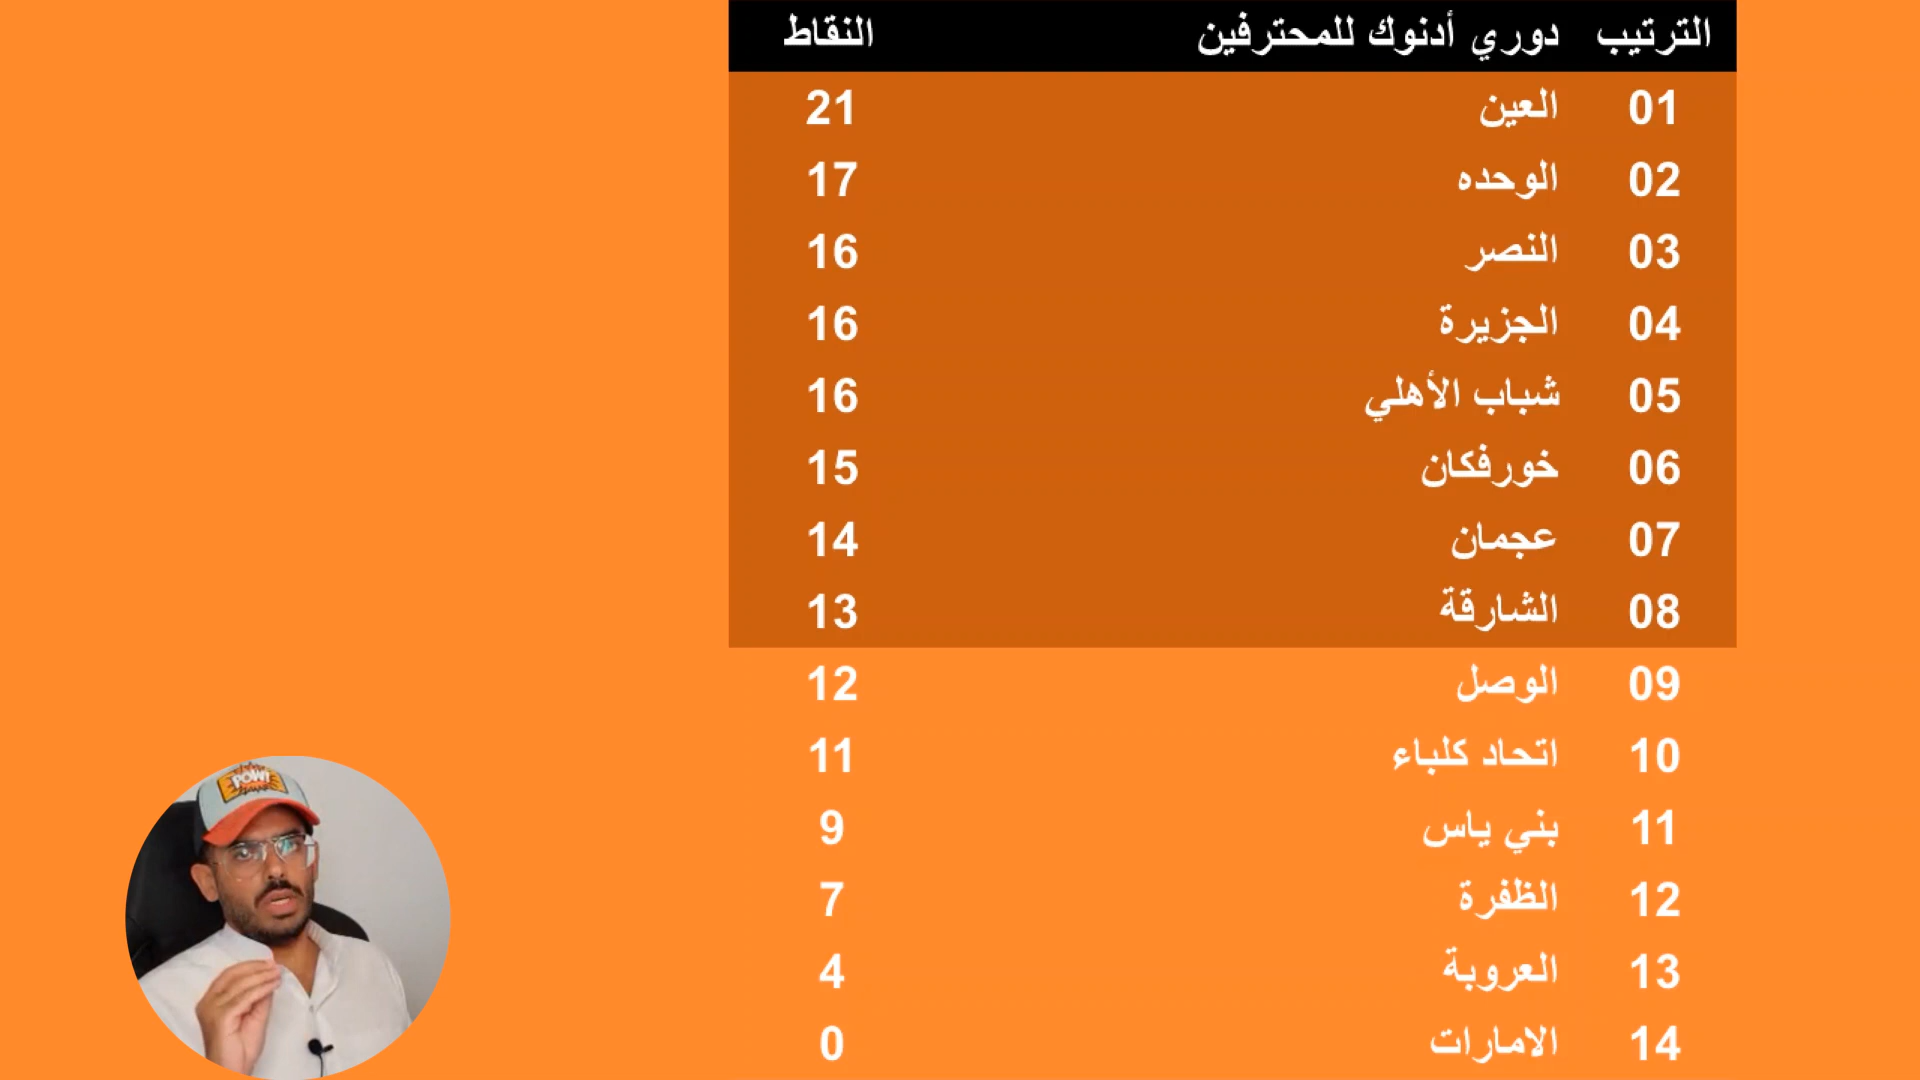 الترتيب دوري أدنوك للمحترفين النقاط
01 العين 21
02 الوحده 17
03 النصر 16
04 الجزيرة 16
05 شباب الأهلي 16
06 خورفكان 15
07 عجمان 14
08 الشارقة 13
09 الوصل 12
10 اتحاد كلباء 11
11 بني ياس 9
12 الظفرة 7
13 العروبة 4
14 الامارات 0
POW!